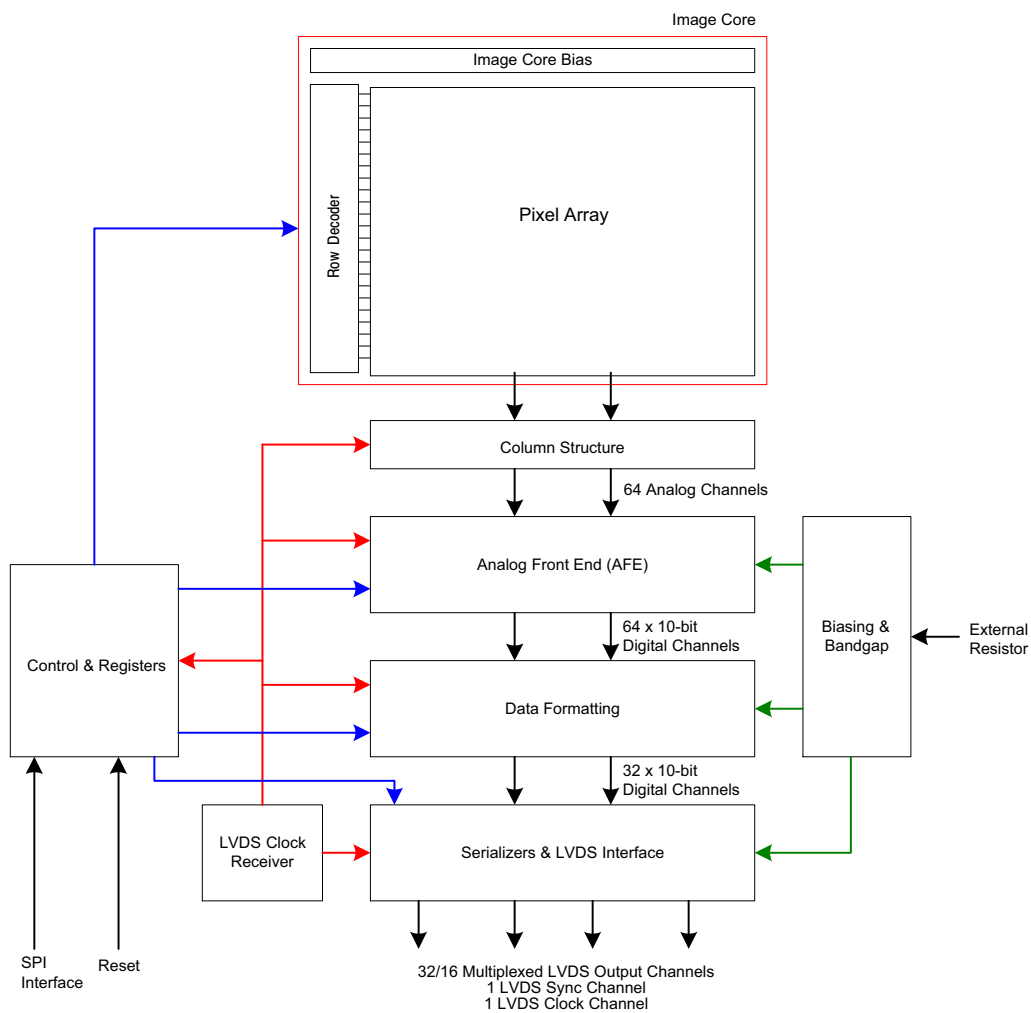 Image Core
Image Core Bias
Row Decoder
Pixel Array
Column Structure
64 Analog Channels
Analog Front End (AFE)
64 x 10-bit
Digital Channels
Biasing &
Bandgap
External
Resistor
Control & Registers
Data Formatting
32 x 10-bit
Digital Channels
LVDS Clock
Receiver
Serializers & LVDS Interface
SPI
Interface
Reset
32/16 Multiplexed LVDS Output Channels
1 LVDS Sync Channel
1 LVDS Clock Channel